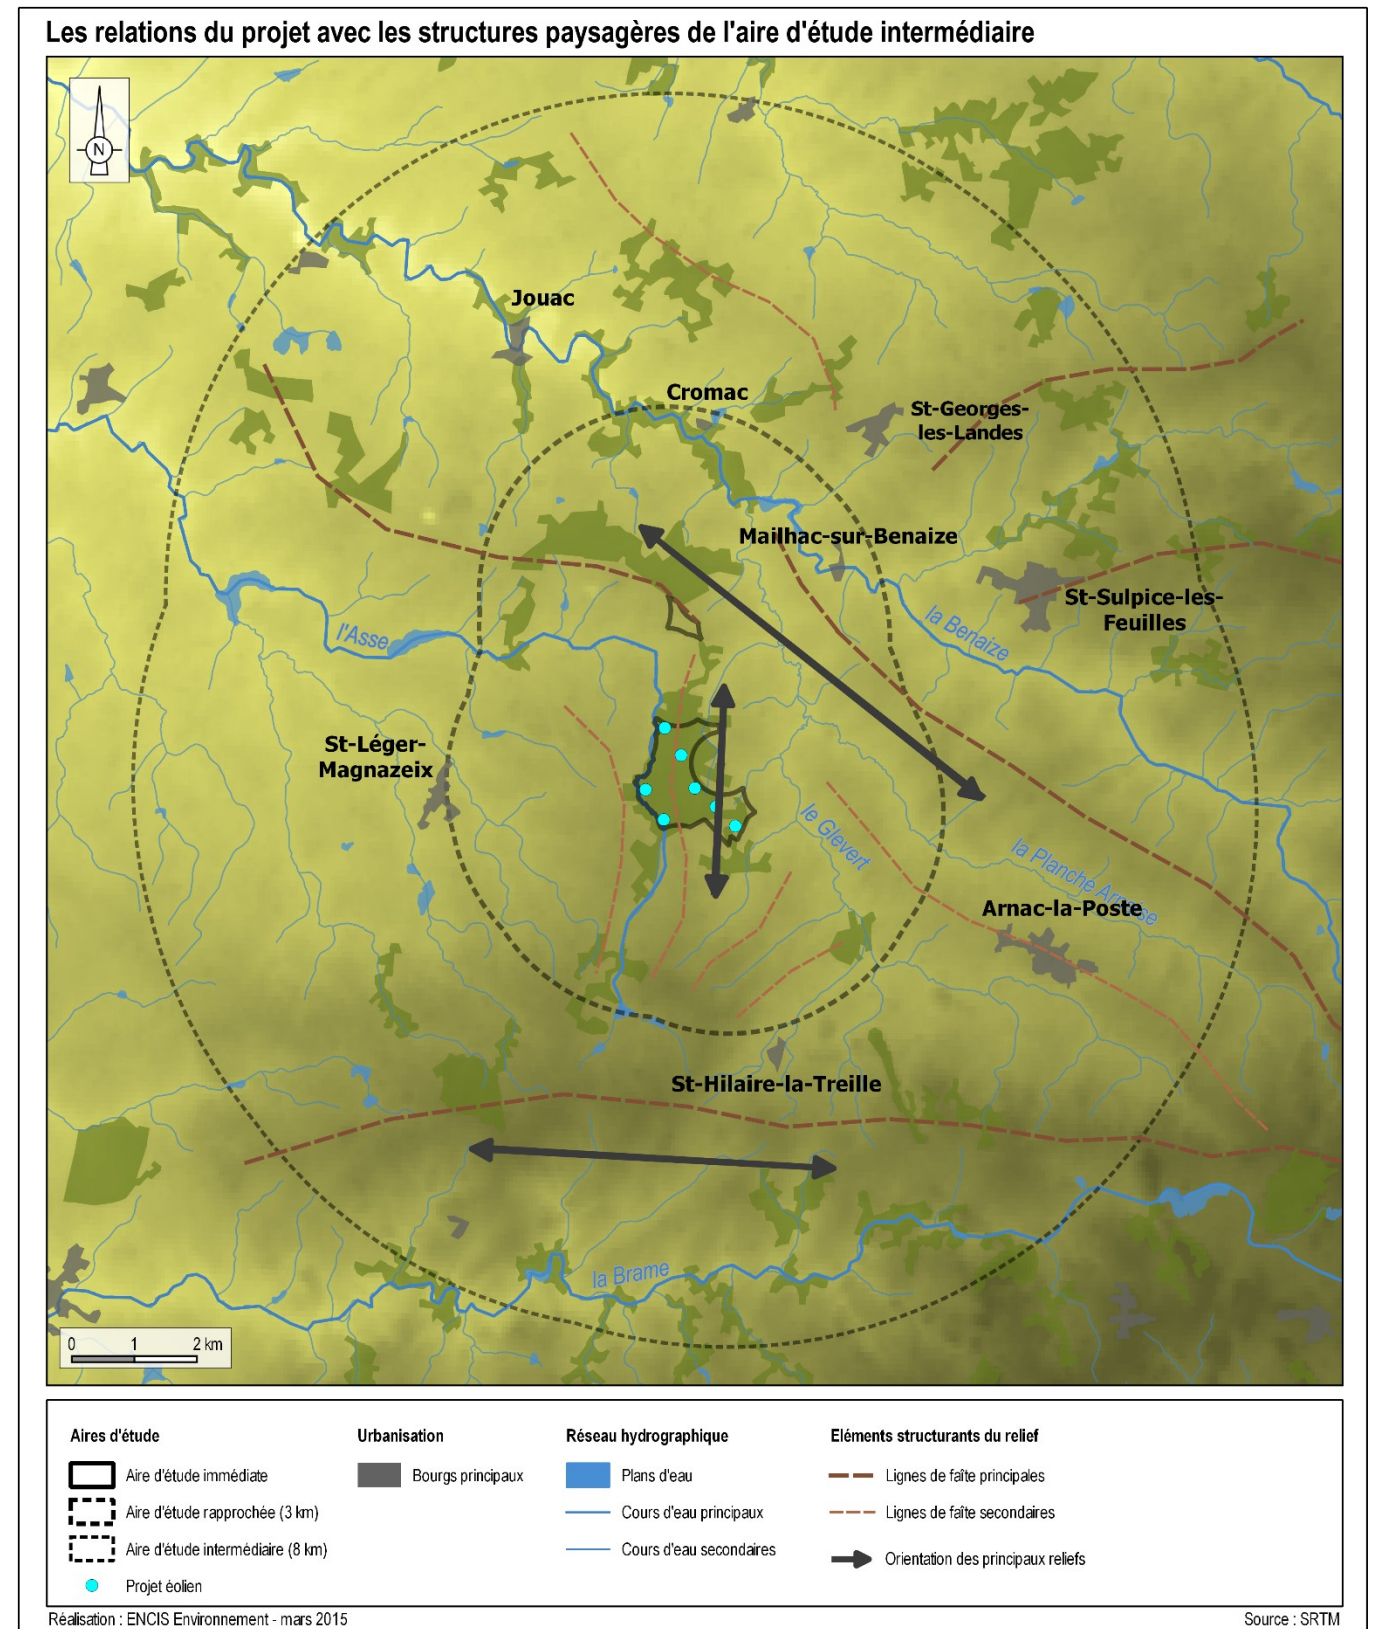 Les relations du projet avec les structures paysagères de l'aire d'étude intermédiaire
N
Jouac
Cromac
St-Georges-
les-Landes
Mailhac-sur-Benaize
St-Sulpice-les-
Feuilles
la Benaize
l'Asse
St-Léger-
Magnazeix
le Glevert
la Planche Arnaise
Arnac-la-Poste
St-Hilaire-la-Treille
la Brame
0 1 2 km
Aires d'étude
Aire d'étude immédiate
Aire d'étude rapprochée (3 km)
Aire d'étude intermédiaire (8 km)
Projet éolien
Urbanisation
Bourgs principaux
Réseau hydrographique
Plans d'eau
Cours d'eau principaux
Cours d'eau secondaires
Eléments structurants du relief
Lignes de faîte principales
Lignes de faîte secondaires
Orientation des principaux reliefs
Réalisation : ENCIS Environnement - mars 2015
Source : SRTM